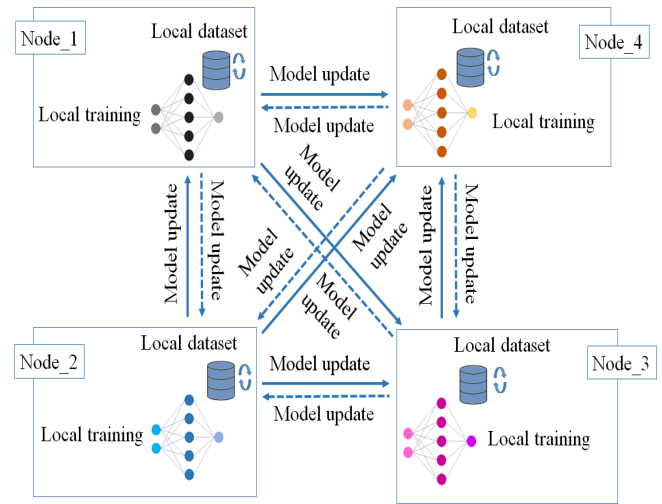 Node_1
Local dataset
Local training
Model update
Model update
Local dataset
Node_4
Local training
Model update
Model update
Model
update
Model
update
Model
update
Model
update
Model update
Model update
Node_2
Local dataset
Local training
Model update
Model update
Local dataset
Node_3
Local training